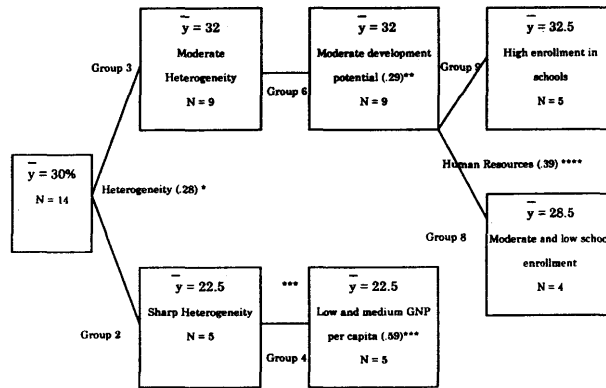 y = 30%
N = 14
Heterogeneity (.28) *
Group 3
y = 32
Moderate
Heterogeneity
N = 9
Group 6
y = 32
Moderate development
potential (.29)**
N = 9
Group 9
y = 32.5
High enrollment in
schools
N = 5
Human Resources (.39) ****
Group 8
y = 28.5
Moderate and low school
enrollment
N = 4
Group 2
y = 22.5
Sharp Heterogeneity
N = 5
***
Group 4
y = 22.5
Low and medium GNP
per capita (.59)***
N = 5